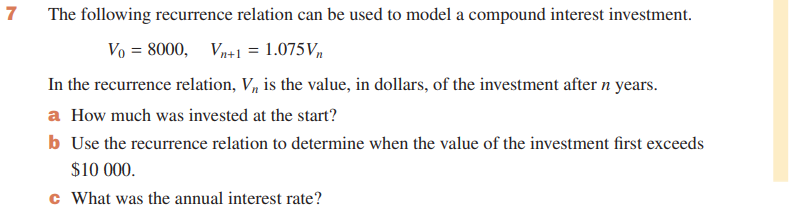 7 The following recurrence relation can be used to model a compound interest investment.
V₀ = 8000, Vₙ₊₁ = 1.075Vₙ
In the recurrence relation, Vₙ is the value, in dollars, of the investment after n years.
a How much was invested at the start?
b Use the recurrence relation to determine when the value of the investment first exceeds
$10 000.
c What was the annual interest rate?